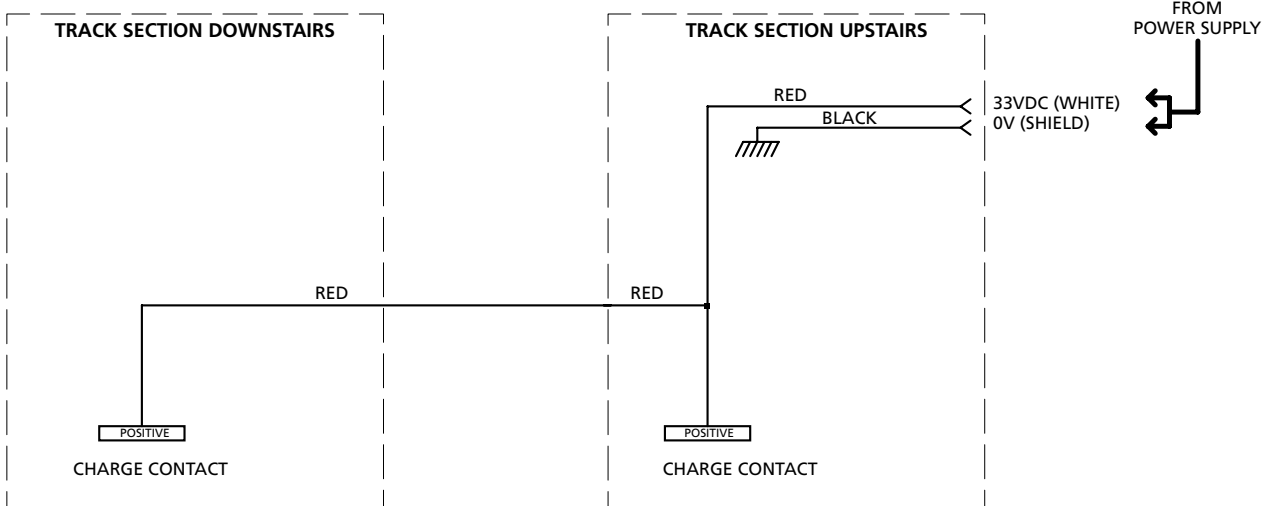 FROM
POWER SUPPLY
TRACK SECTION DOWNSTAIRS
TRACK SECTION UPSTAIRS
RED
33VDC (WHITE)
BLACK
0V (SHIELD)
RED
RED
POSITIVE
POSITIVE
CHARGE CONTACT
CHARGE CONTACT